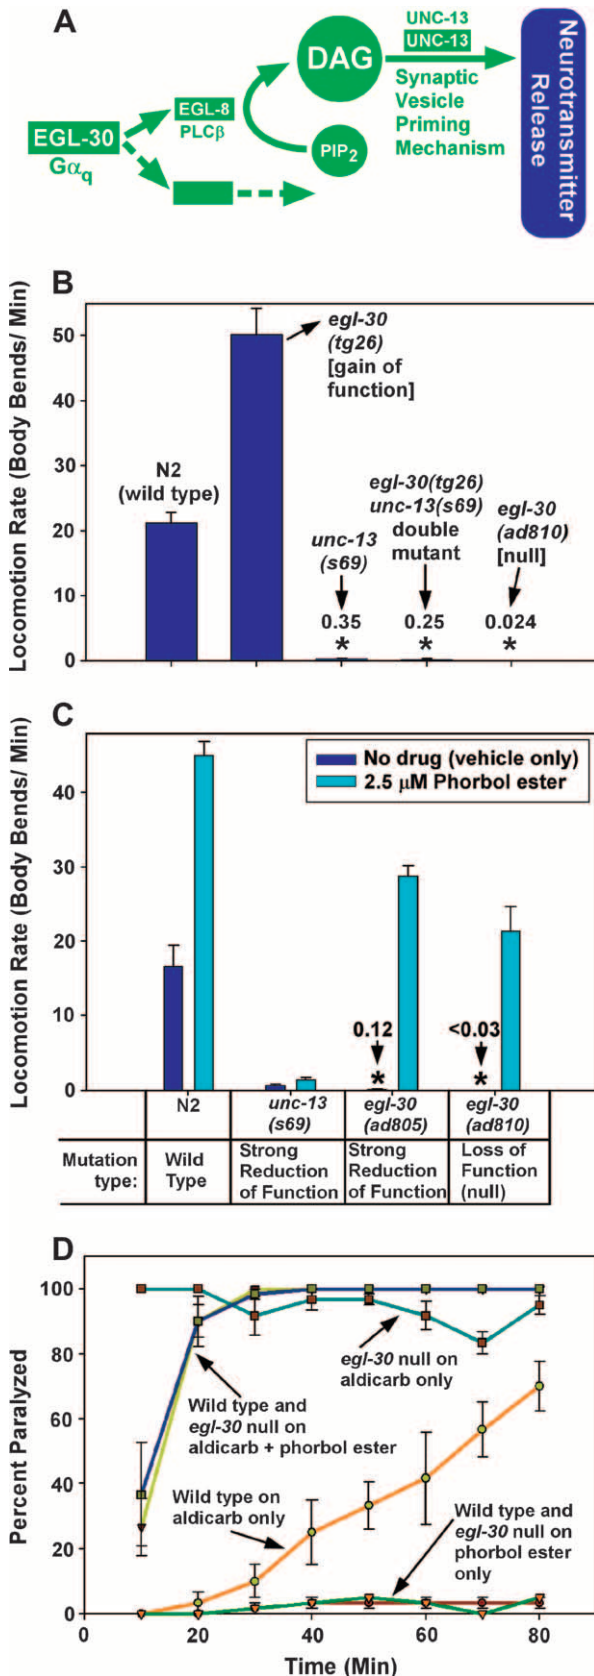 A
UNC-13
UNC-13
DAG
EGL-8
PLCβ
EGL-30
Gαq
PIP2
Synaptic
Vesicle
Priming
Mechanism
Neurotransmitter
Release
B
Locomotion Rate (Body Bends/ Min)
50
40
30
20
10
0
N2
(wild type)
egl-30
(tg26)
[gain of
function]
unc-13
(s69)
0.35
*
egl-30(tg26)
unc-13(s69)
double
mutant
0.25
*
egl-30
(ad810)
[null]
0.024
*
C
Locomotion Rate (Body Bends/ Min)
40
30
20
10
0
No drug (vehicle only)
2.5 μM Phorbol ester
0.12
*
<0.03
*
N2
unc-13
(s69)
egl-30
(ad805)
egl-30
(ad810)
Mutation
type:
Wild
Type
Strong
Reduction
of Function
Strong
Reduction
of Function
Loss of
Function
(null)
D
Percent Paralyzed
100
80
60
40
20
0
egl-30 null on
aldicarb only
Wild type and
egl-30 null on
aldicarb + phorbol ester
Wild type on
aldicarb only
Wild type and
egl-30 null on
phorbol ester
only
0 20 40 60 80
Time (Min)